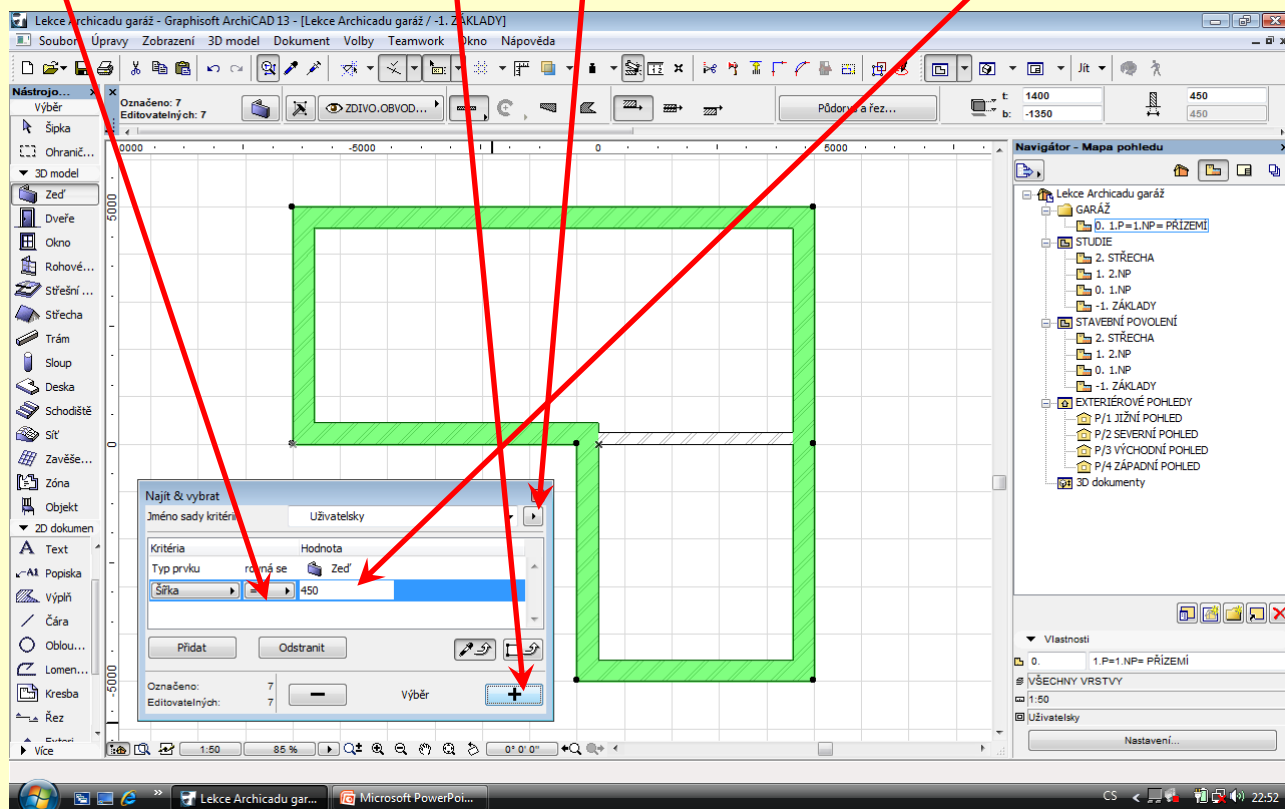 Lekce Archicadu garáž - Graphisoft ArchiCAD 13 - [Lekce Archicadu garáž / -1. ZÁKLADY]
Soubor Úpravy Zobrazení 3D model Dokument Volby Teamwork Okno Nápověda
Jít
Nástrojo...
Výběr
Šipka
Ohranič...
3D model
Zeď
Dveře
Okno
Rohové...
Střešní ...
Střecha
Trám
Sloup
Deska
Schodiště
Síť
Zavěše...
Zóna
Objekt
2D dokumen
Text
A1 Popiska
Výplň
Čára
Oblou...
Lomen...
Kresba
Řez
Exteri
Více
Označeno: 7
Editovatelných: 7
ZDIVO.OBVOD...
Půdorys a řez...
t: 1400
b: -1350
450
450
0000 -5000 0 5000
5000
0
-5000
Najít & vybrat
Jméno sady kritérií Uživatelsky
Kritéria Hodnota
Typ prvku rovná se Zeď
Šířka = 450
Přidat Odstranit
Označeno: 7
Editovatelných: 7
Výběr
1:50 85 % 0° 0' 0"
Navigátor - Mapa pohledu
Lekce Archicadu garáž
GARÁŽ
0. 1.P=1.NP= PŘÍZEMÍ
STUDIE
2. STŘECHA
1. 2.NP
0. 1.NP
-1. ZÁKLADY
STAVEBNÍ POVOLENÍ
2. STŘECHA
1. 2.NP
0. 1.NP
-1. ZÁKLADY
EXTERIÉROVÉ POHLEDY
P/1 JIŽNÍ POHLED
P/2 SEVERNÍ POHLED
P/3 VÝCHODNÍ POHLED
P/4 ZÁPADNÍ POHLED
3D dokumenty
Vlastnosti
0. 1.P=1.NP= PŘÍZEMÍ
VŠECHNY VRSTVY
1:50
Uživatelsky
Nastavení...
Lekce Archicadu gar... Microsoft PowerPoi... CS 22:52